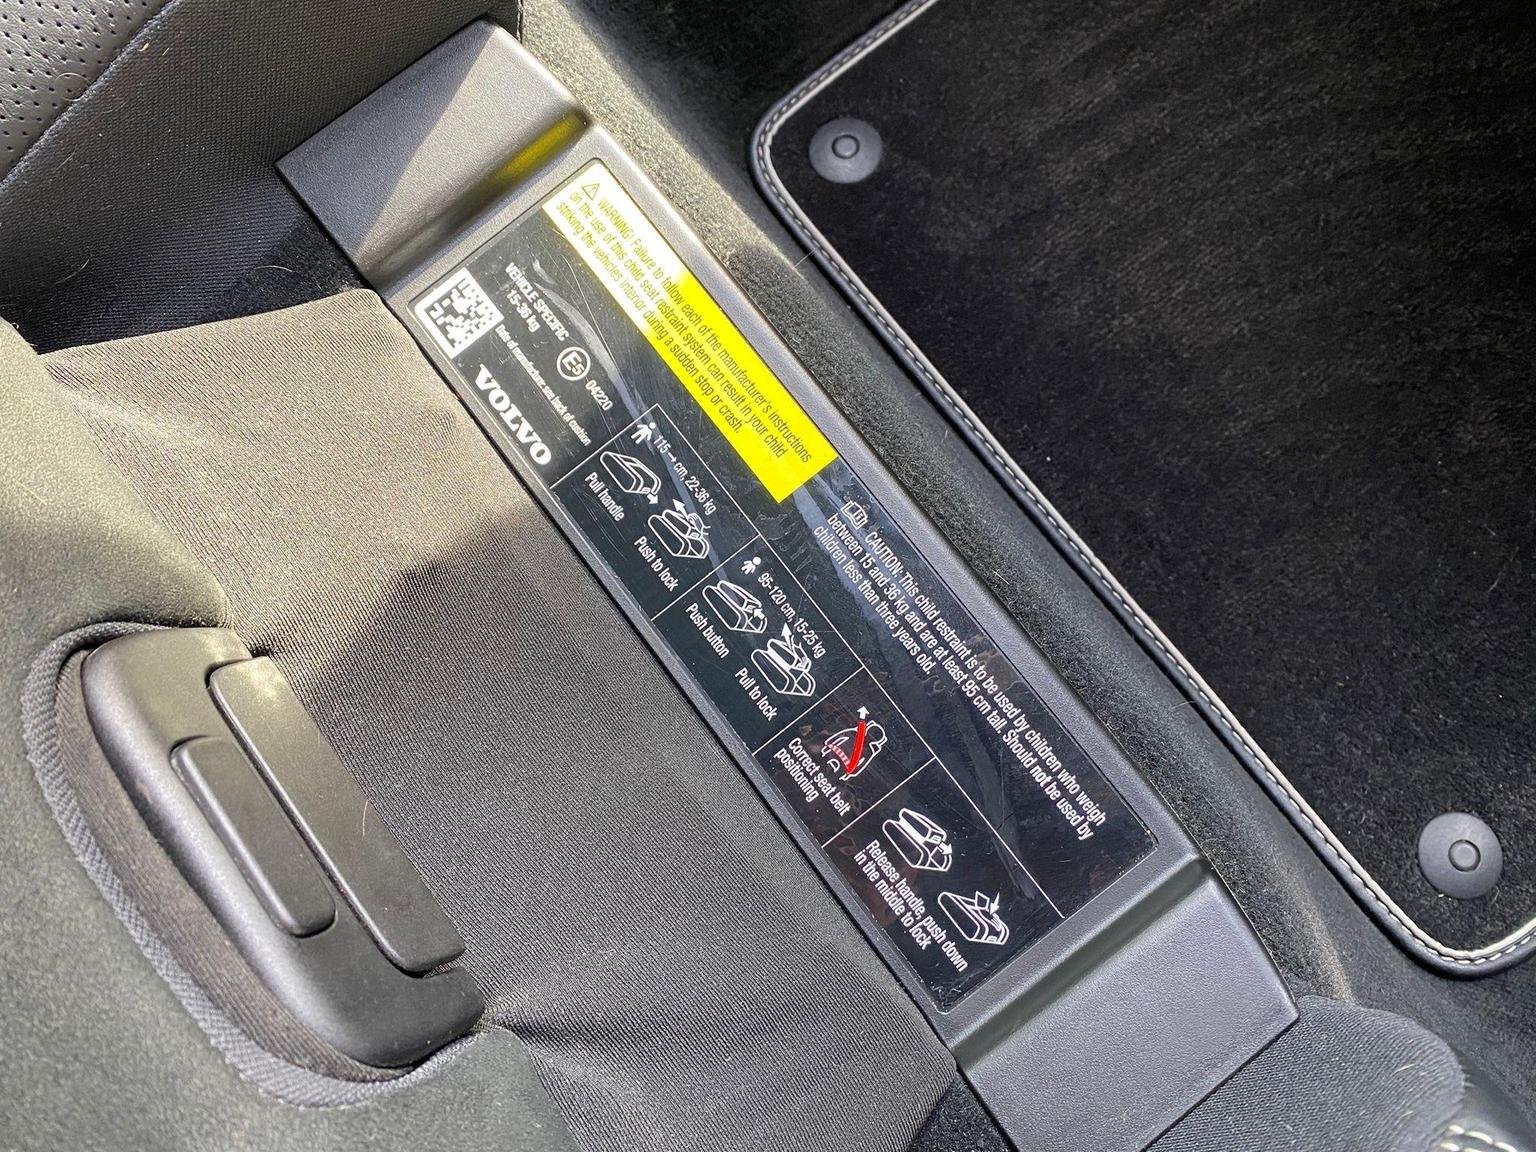 WARNING! Failure to follow each of the manufacturer's instructions
on the use of this child seat restraint system can result in your child
striking the vehicles interior during a sudden stop or crash.
CAUTION: This child restraint is to be used by children who weigh
between 15 and 36 kg and are at least 95 cm tall. Should not be used by
children less than three years old.
VEHICLE SPECIFIC
15-36 kg
E5
04220
Date of manufacture: see back of cushion
VOLVO
115→ cm, 22-36 kg
Pull handle
Push to lock
95-120 cm, 15-25 kg
Push button
Pull to lock
Correct seat belt
positioning
Release handle, push down
in the middle to lock